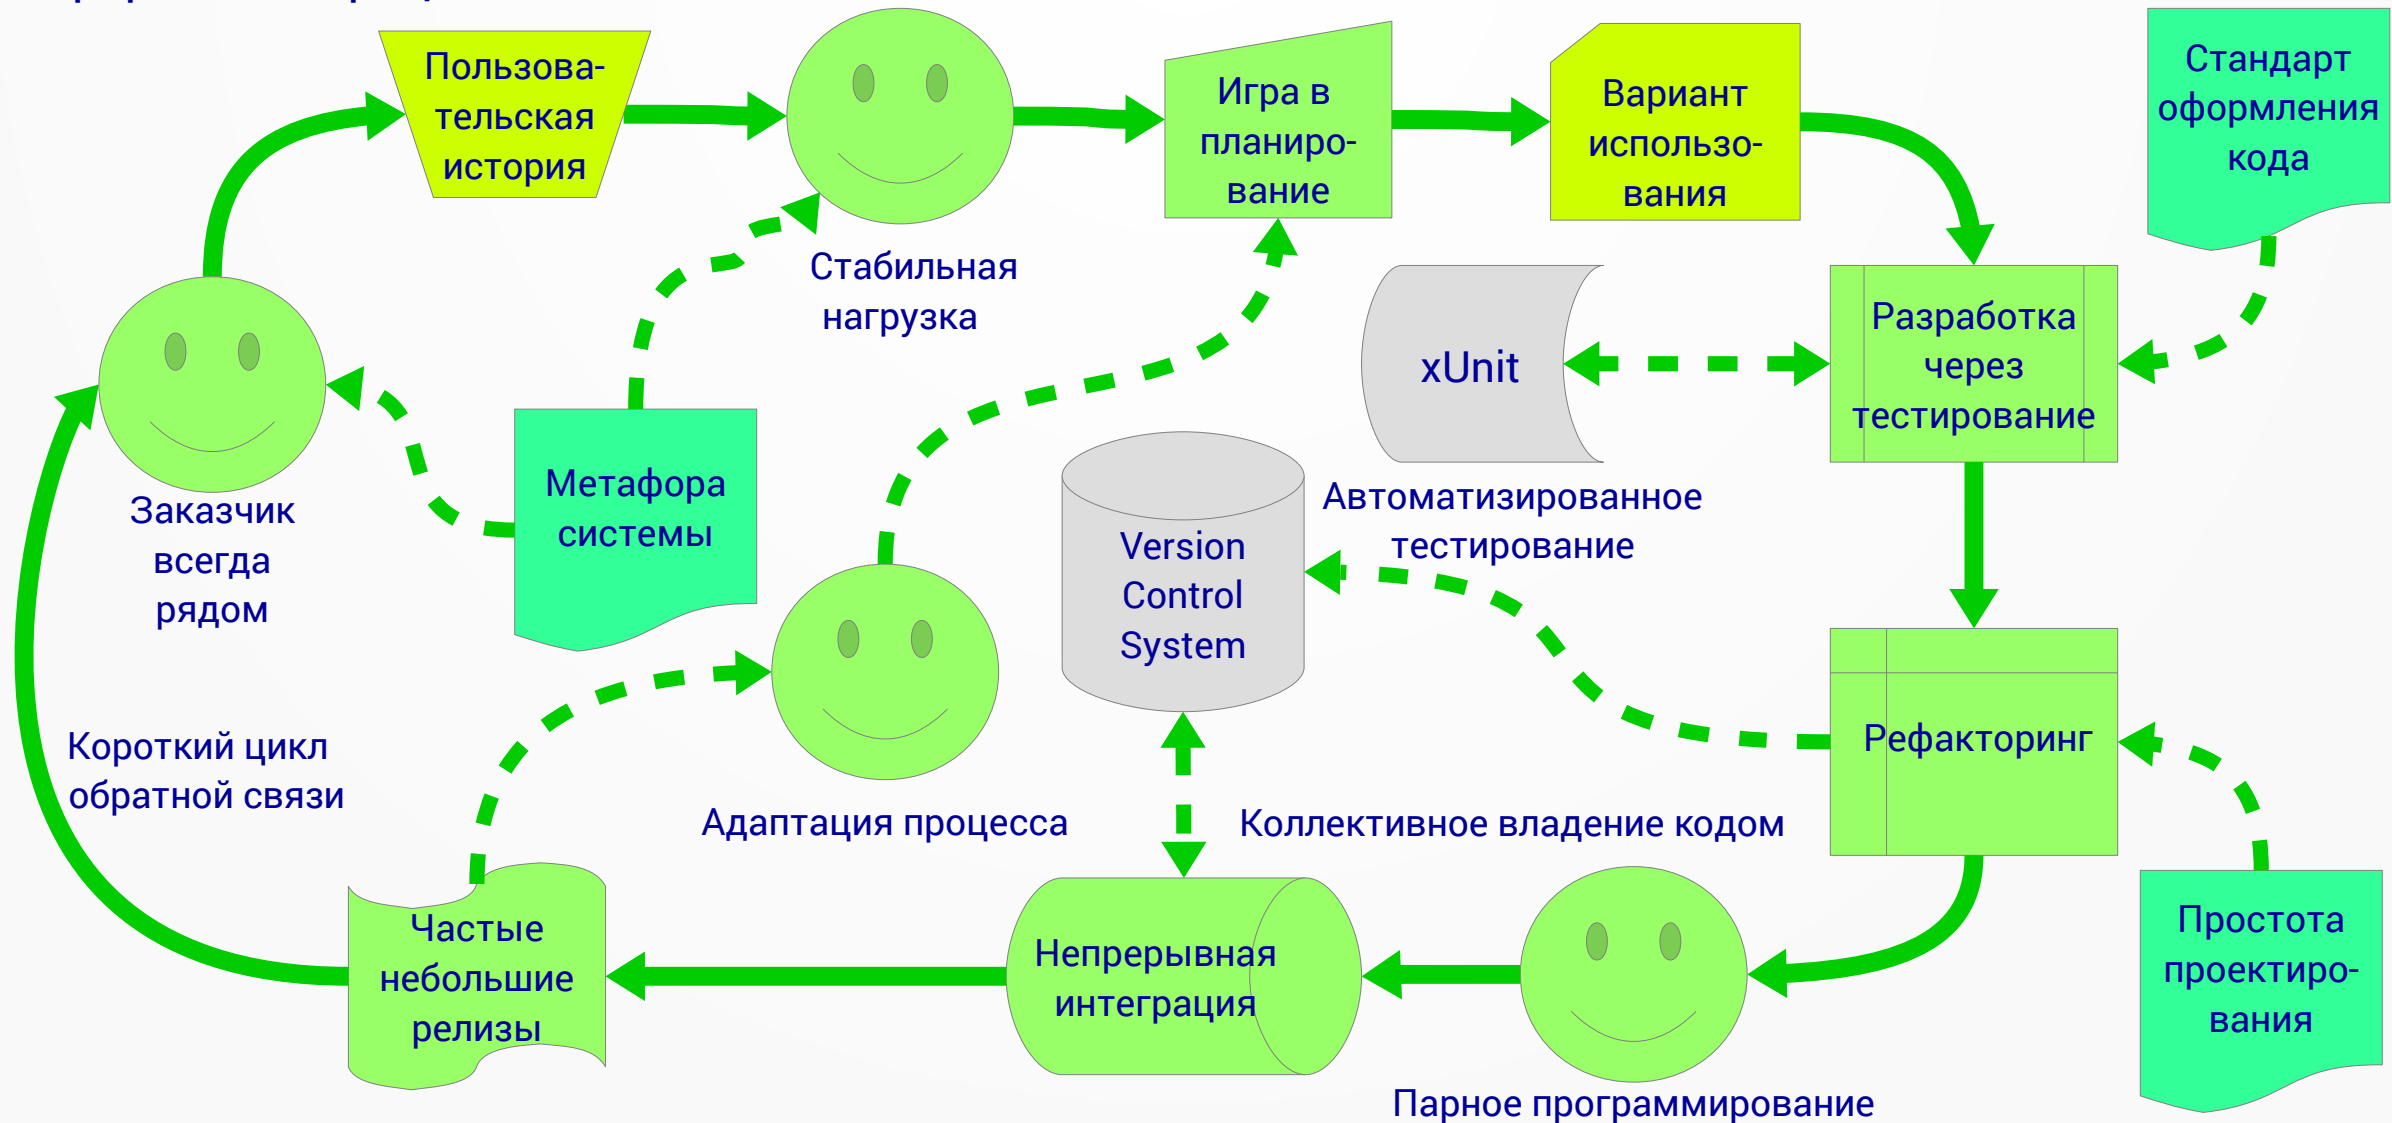 Пользова-
тельская
история
Игра в
планиро-
вание
Вариант
использо-
вания
Стандарт
оформления
кода
Стабильная
нагрузка
xUnit
Разработка
через
тестирование
Метафора
системы
Заказчик
всегда
рядом
Автоматизированное
тестирование
Version
Control
System
Рефакторинг
Короткий цикл
обратной связи
Адаптация процесса
Коллективное владение кодом
Частые
небольшие
релизы
Непрерывная
интеграция
Простота
проектиро-
вания
Парное программирование